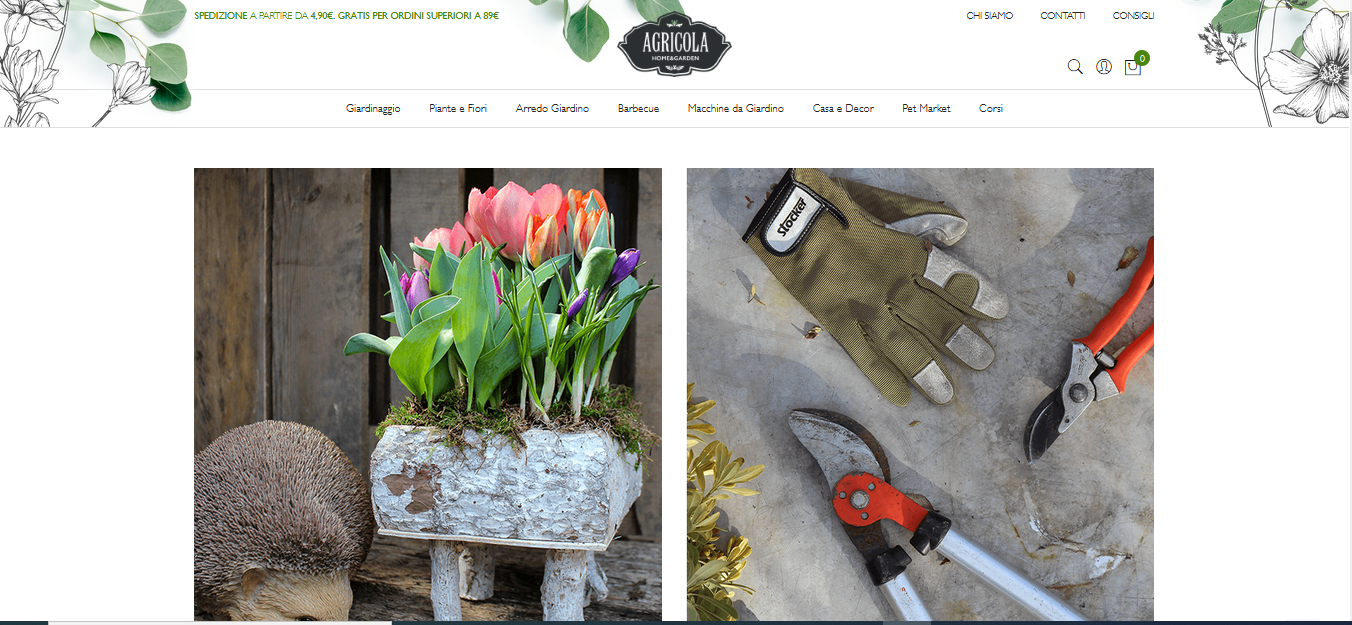 SPEDIZIONE A PARTIRE DA 4,90€. GRATIS PER ORDINI SUPERIORI A 89€
CHI SIAMO CONTATTI CONSIGLI
AGRICOLA
HOME&GARDEN
0
Giardinaggio Piante e Fiori Arredo Giardino Barbecue Macchine da Giardino Casa e Decor Pet Market Corsi
Stocker